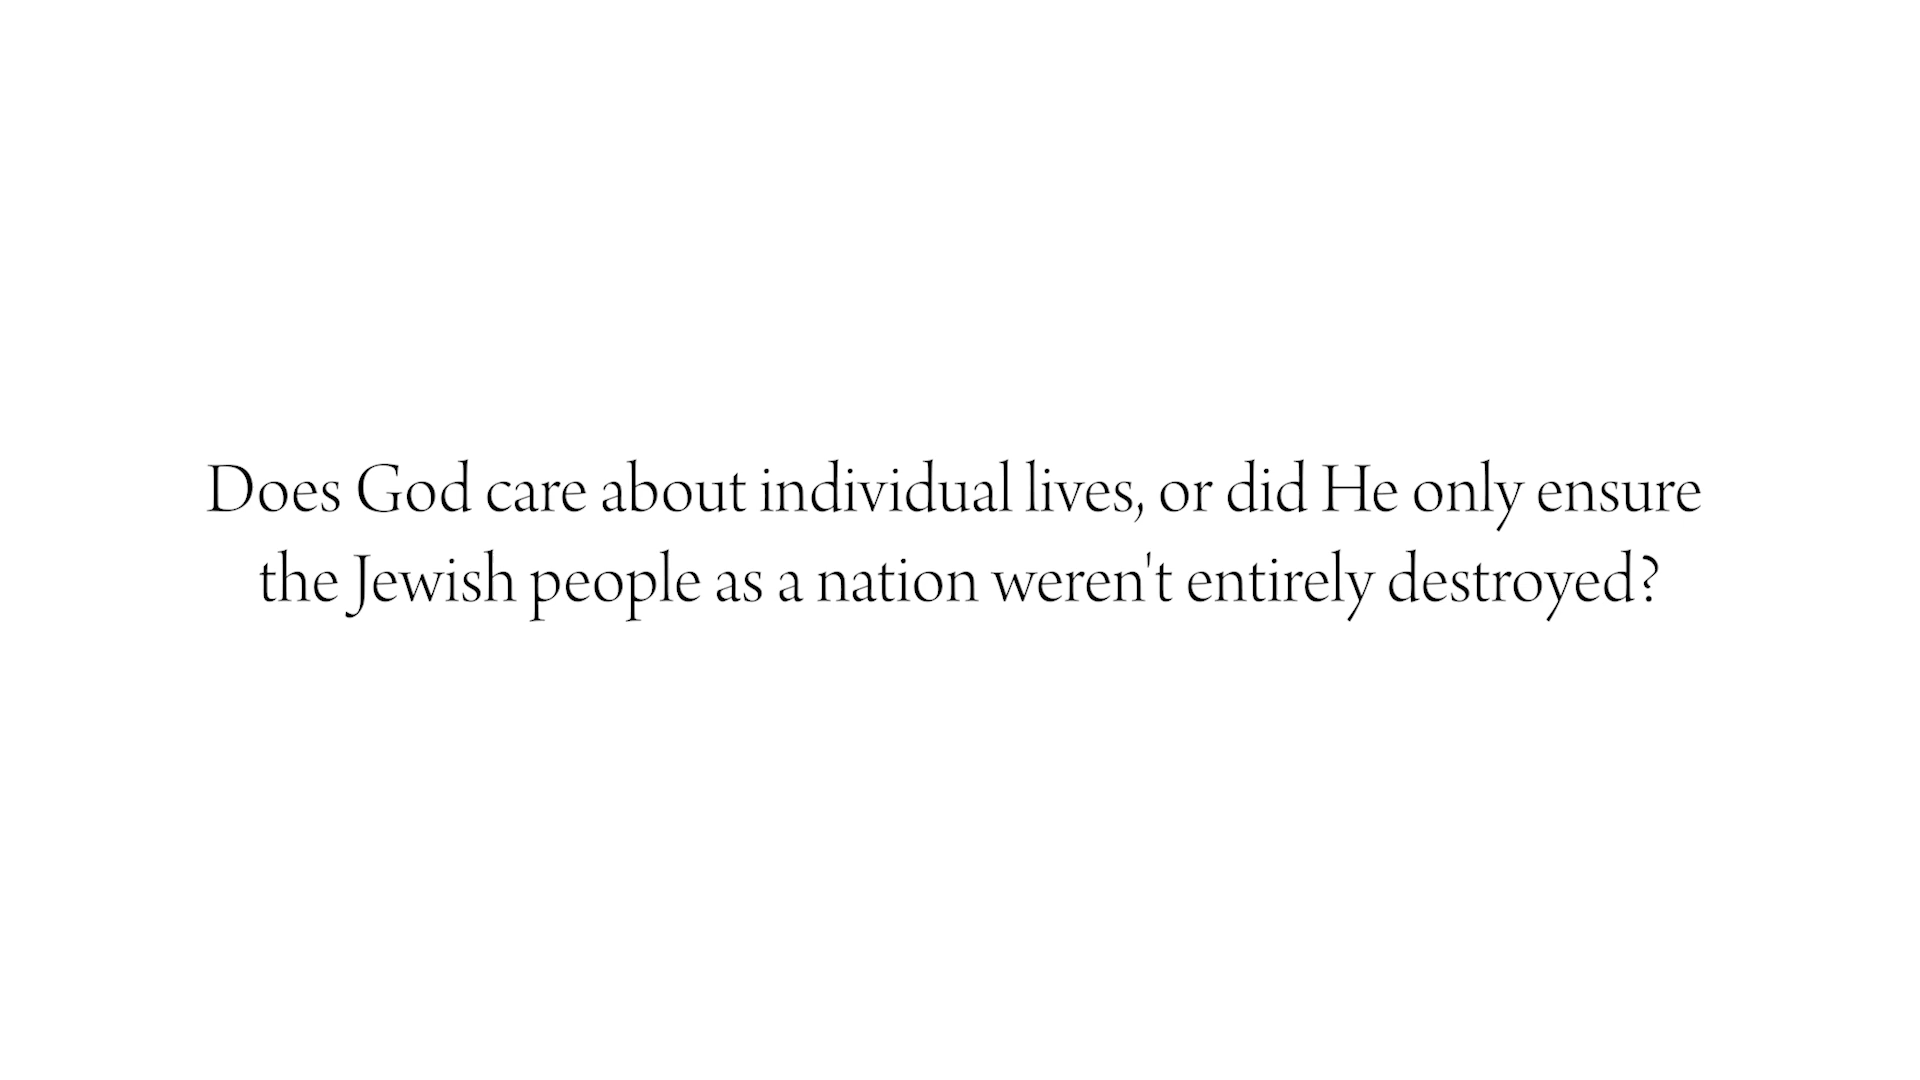 Does God care about individual lives, or did He only ensure
the Jewish people as a nation weren't entirely destroyed?